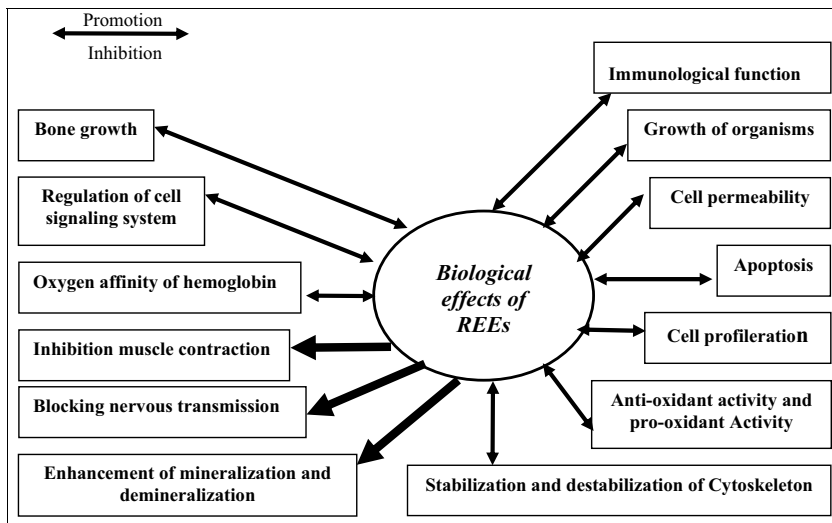 Promotion
Inhibition
Immunological function
Bone growth
Growth of organisms
Regulation of cell
signaling system
Cell permeability
Oxygen affinity of hemoglobin
Biological
effects of
REEs
Apoptosis
Inhibition muscle contraction
Cell profileration
Blocking nervous transmission
Anti-oxidant activity and
pro-oxidant Activity
Enhancement of mineralization and
demineralization
Stabilization and destabilization of Cytoskeleton